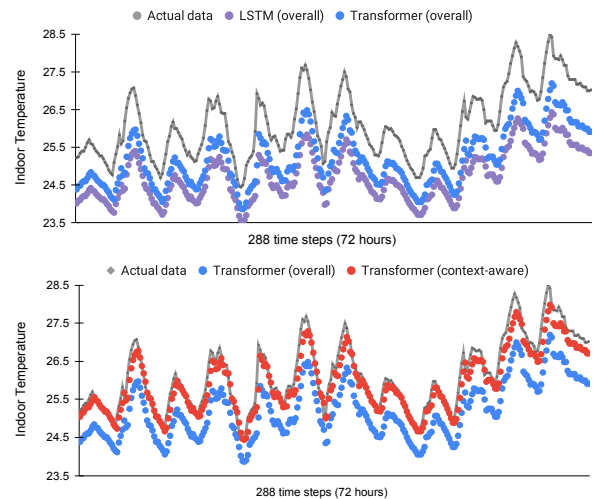 Actual data LSTM (overall) Transformer (overall)
28.5
27.5
26.5
25.5
24.5
23.5
Indoor Temperature
288 time steps (72 hours)
Actual data Transformer (overall) Transformer (context-aware)
28.5
27.5
26.5
25.5
24.5
23.5
Indoor Temperature
288 time steps (72 hours)